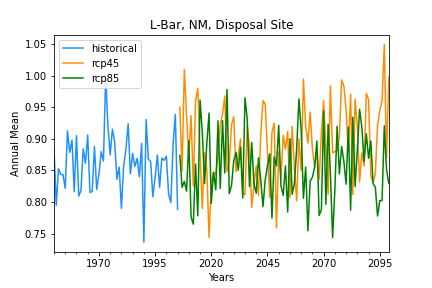 L-Bar, NM, Disposal Site
historical
rcp45
rcp85
Annual Mean
1.05
1.00
0.95
0.90
0.85
0.80
0.75
1970 1995 2020 2045 2070 2095
Years